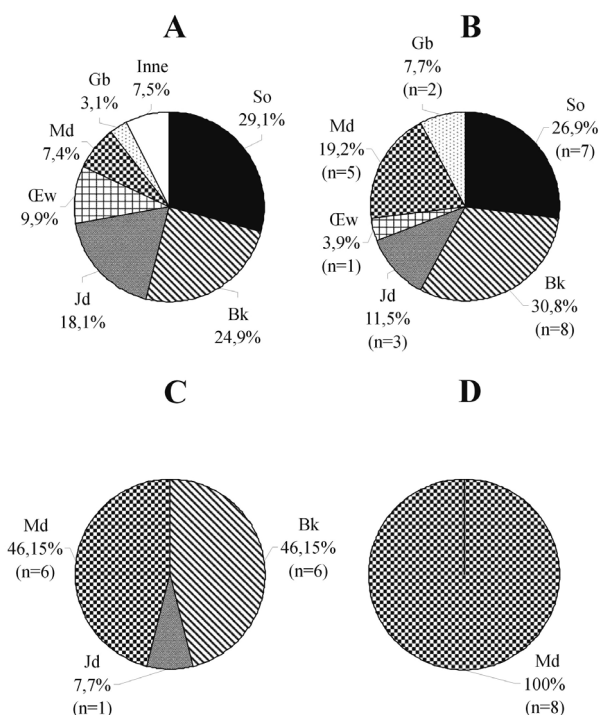 A
So
29,1%
Bk
24,9%
Jd
18,1%
Œw
9,9%
Md
7,4%
Gb
3,1%
Inne
7,5%
B
So
26,9%
(n=7)
Bk
30,8%
(n=8)
Jd
11,5%
(n=3)
Œw
3,9%
(n=1)
Md
19,2%
(n=5)
Gb
7,7%
(n=2)
C
Bk
46,15%
(n=6)
Jd
7,7%
(n=1)
Md
46,15%
(n=6)
D
Md
100%
(n=8)